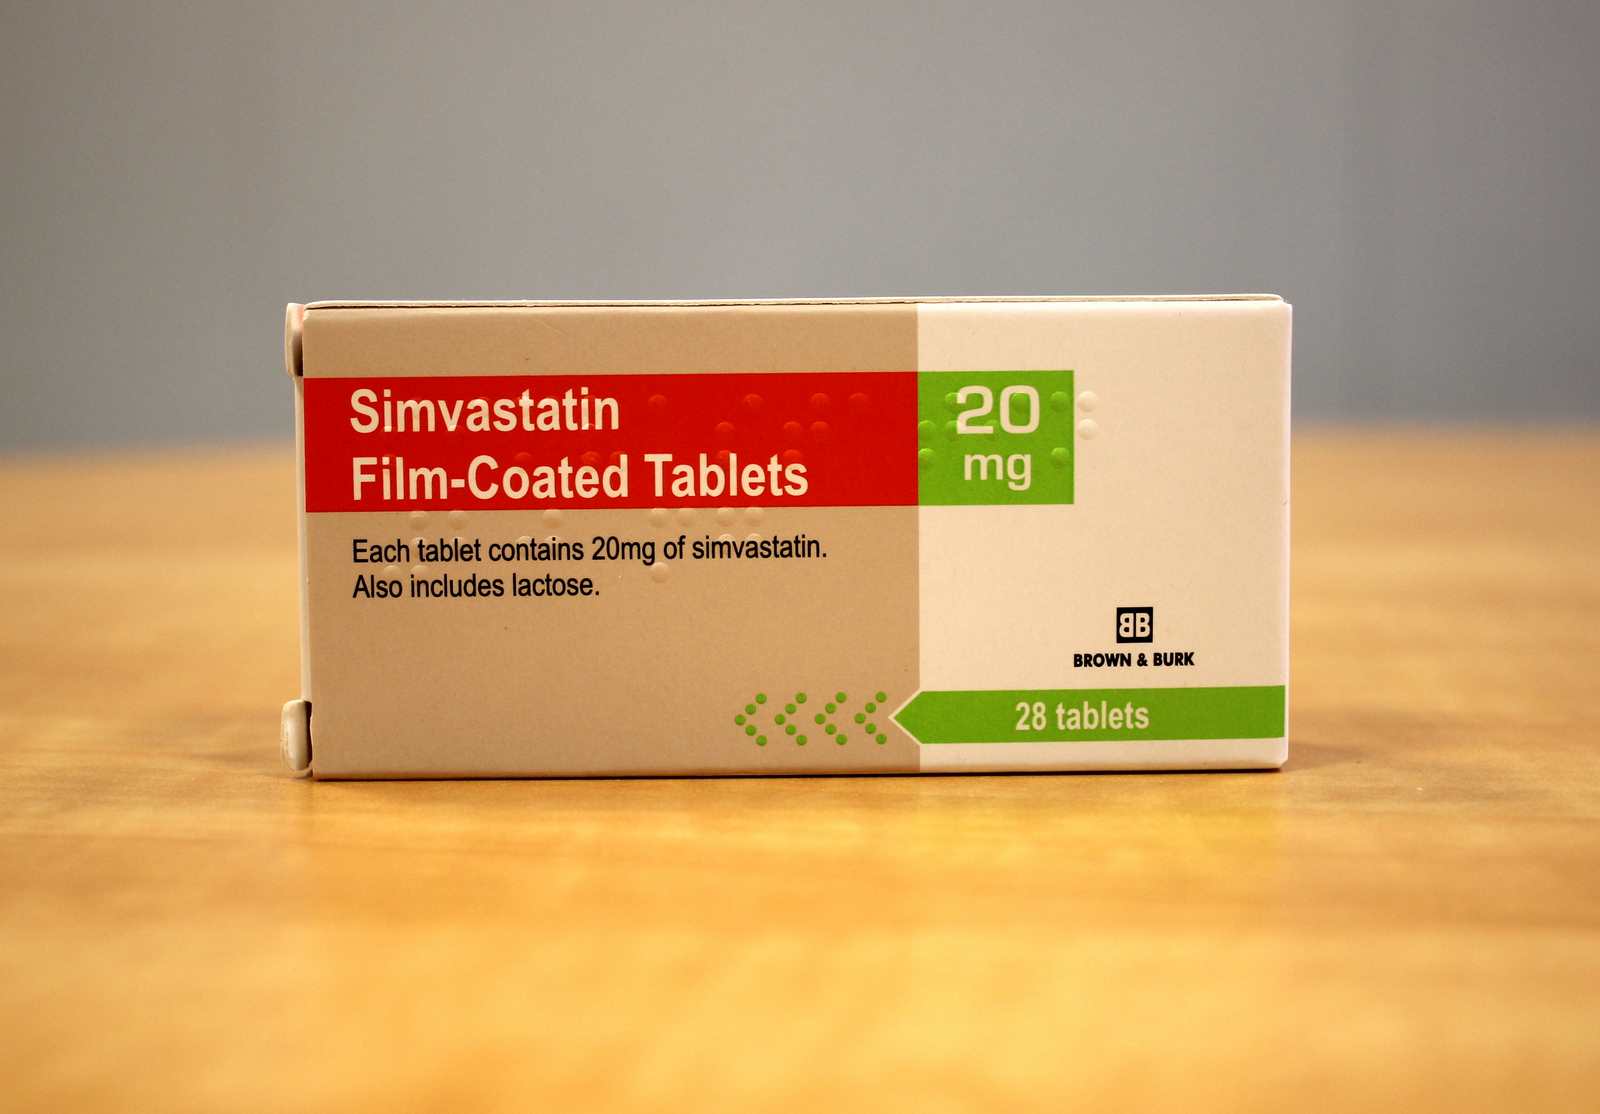 Simvastatin
Film-Coated Tablets
20
mg
Each tablet contains 20mg of simvastatin.
Also includes lactose.
BB
BROWN & BURK
28 tablets